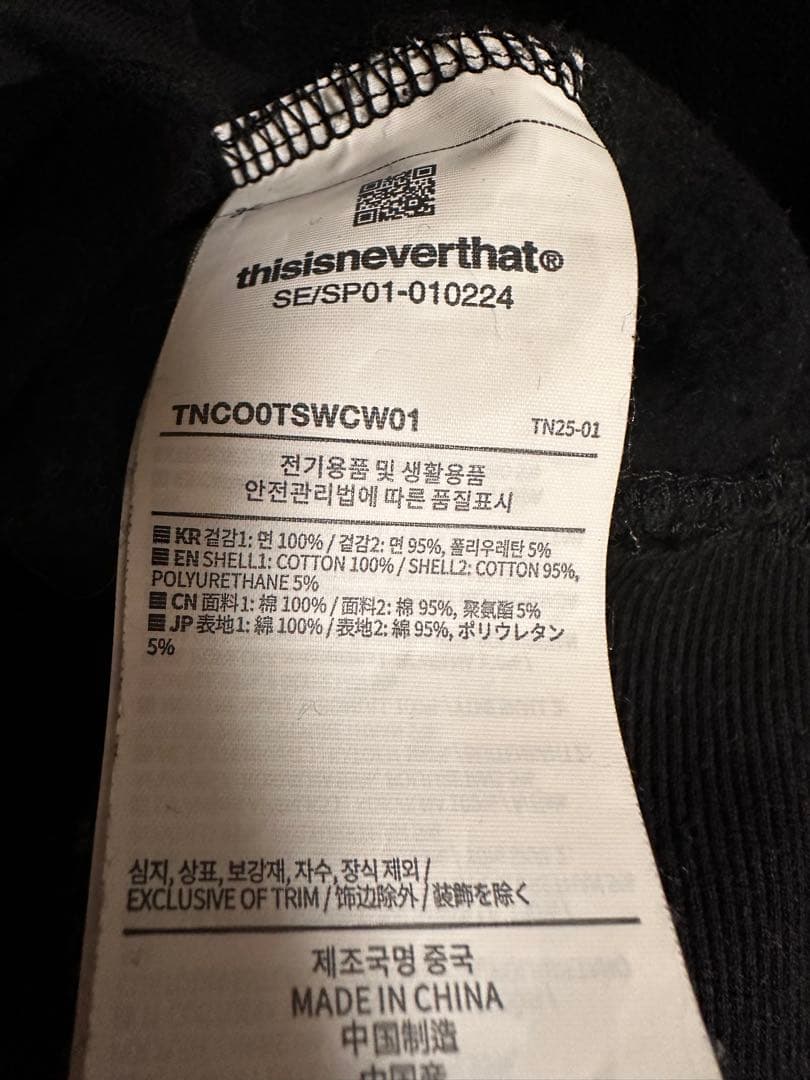 thisisneverthat®
SE/SP01-010224
TNCO0TSWCW01
TN25-01
전기용품 및 생활용품
안전관리법에 따른 품질표시
KR 겉감1: 면 100% / 겉감2: 면 95%, 폴리우레탄 5%
EN SHELL1: COTTON 100% / SHELL2: COTTON 95%,
POLYURETHANE 5%
CN 面料1: 棉 100% / 面料2: 棉 95%, 聚氨酯 5%
JP 表地1: 綿 100% / 表地2: 綿 95%, ポリウレタン
5%
심지, 상표, 보강재, 자수, 장식 제외 /
EXCLUSIVE OF TRIM / 饰边除外 / 装飾を除く
제조국명 중국
MADE IN CHINA
中国制造
中国産